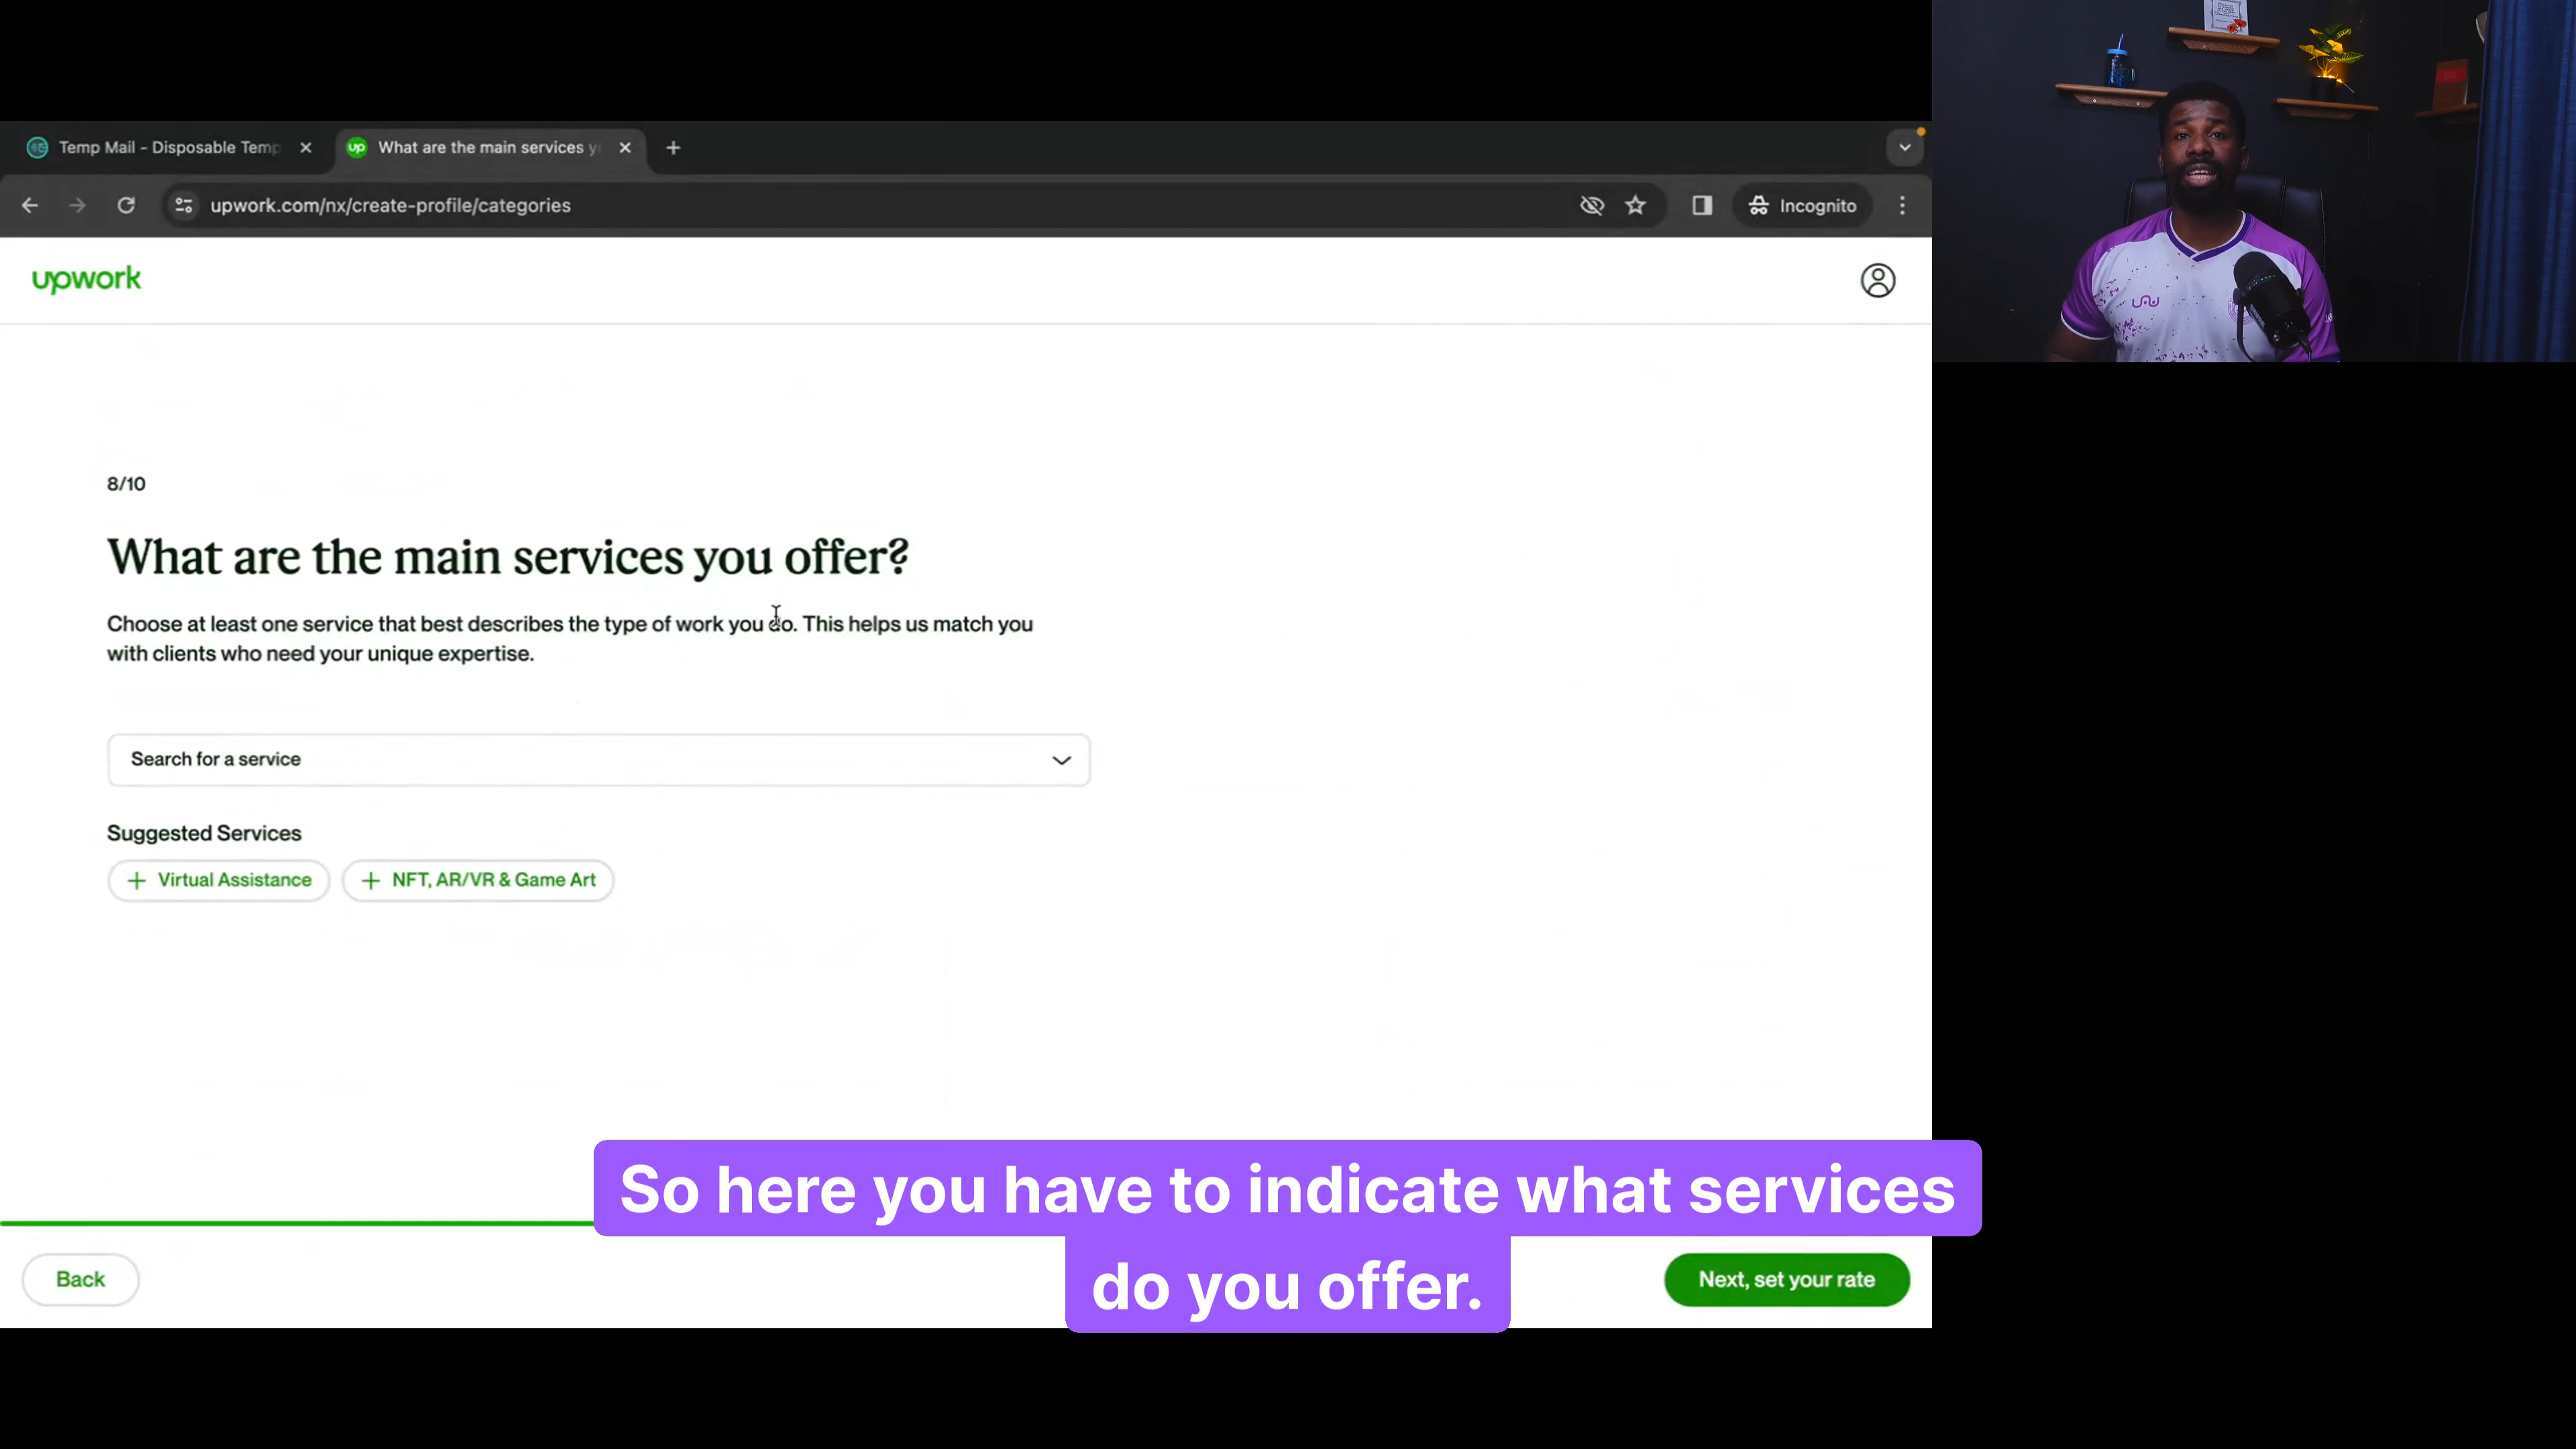 Temp Mail - Disposable Temp
What are the main services y
upwork.com/nx/create-profile/categories
Incognito
upwork
8/10
What are the main services you offer?
Choose at least one service that best describes the type of work you do. This helps us match you
with clients who need your unique expertise.
Search for a service
Suggested Services
Virtual Assistance
NFT, AR/VR & Game Art
So here you have to indicate what services
do you offer.
Back
Next, set your rate